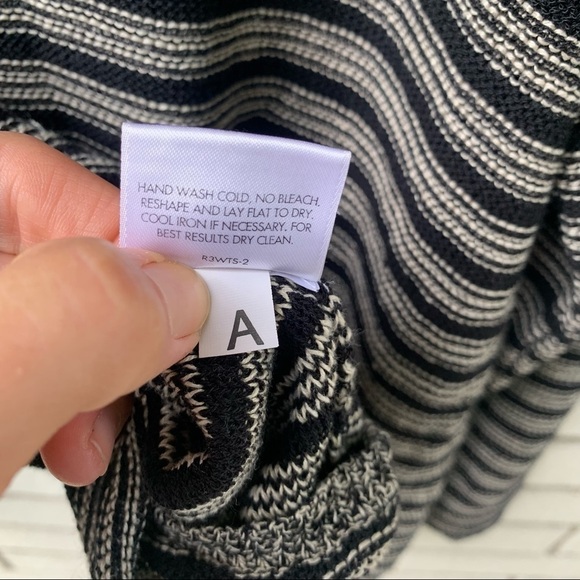 HAND WASH COLD, NO BLEACH,
RESHAPE AND LAY FLAT TO DRY,
COOL IRON IF NECESSARY. FOR
BEST RESULTS DRY CLEAN.
R3WTS-2
A